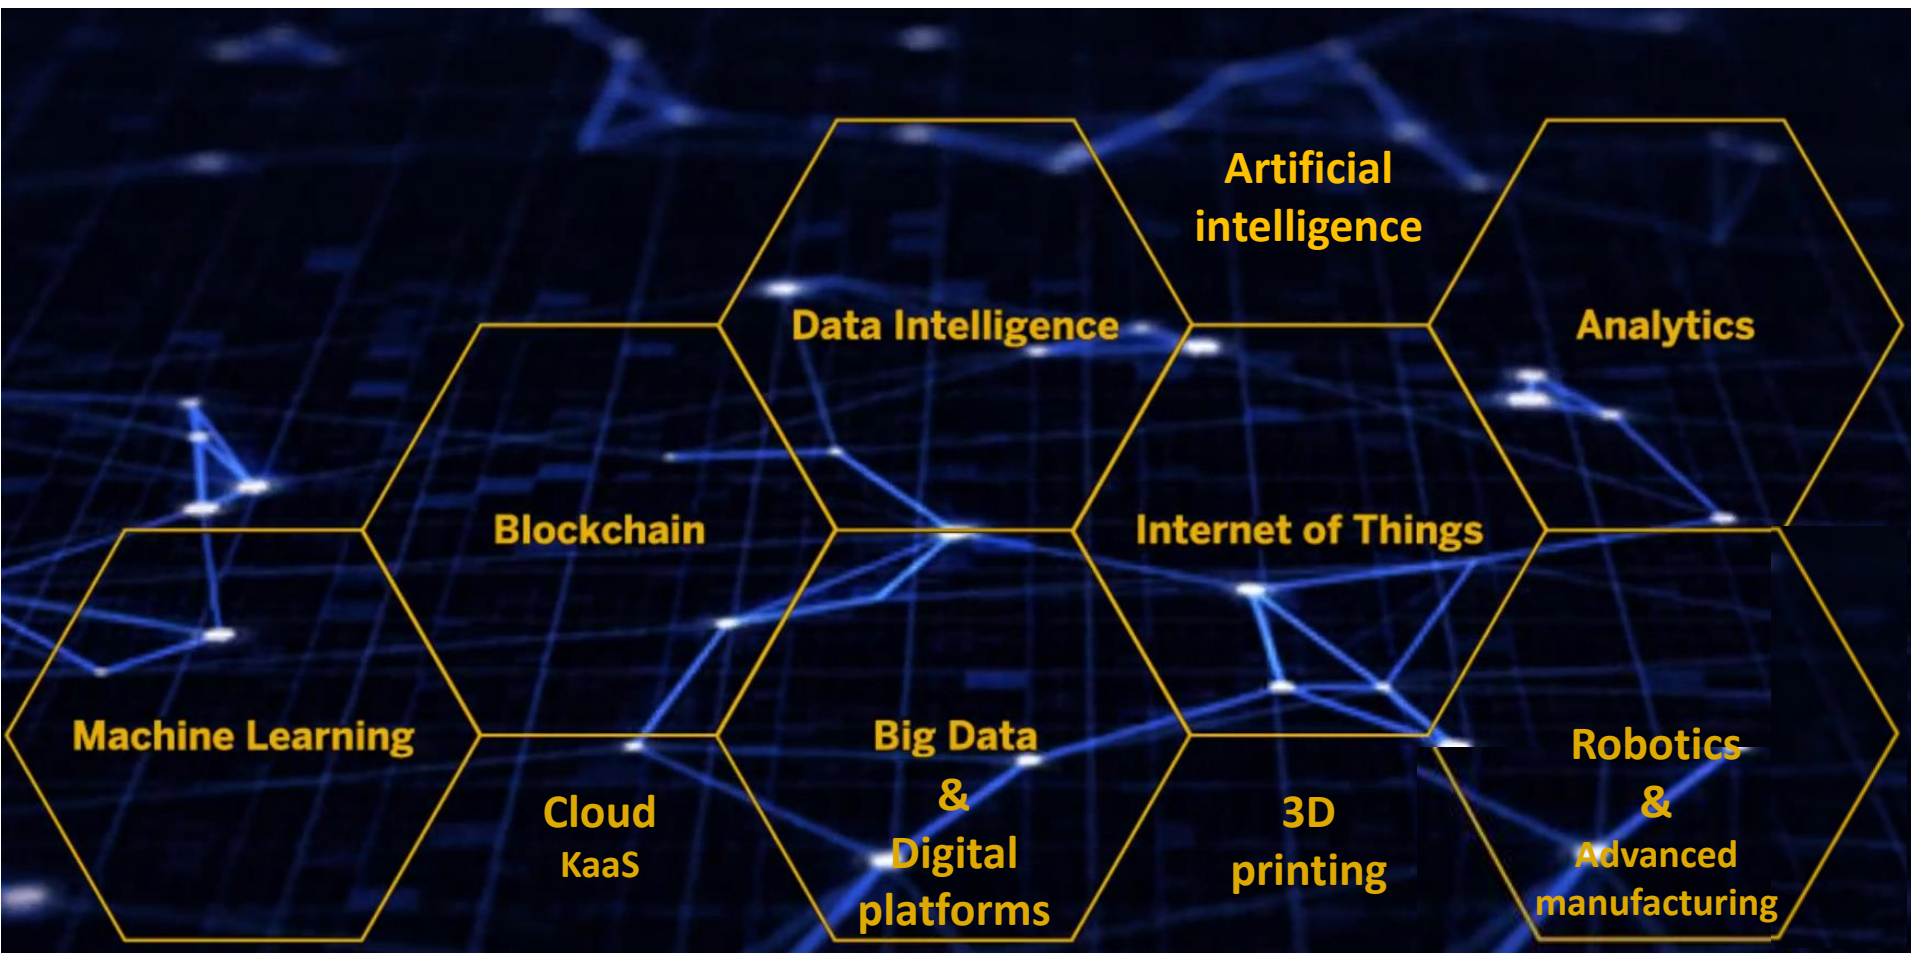 Artificial
intelligence
Data Intelligence
Analytics
Blockchain
Internet of Things
Machine Learning
Big Data
&
Digital
platforms
Cloud
KaaS
3D
printing
Robotics
&
Advanced
manufacturing